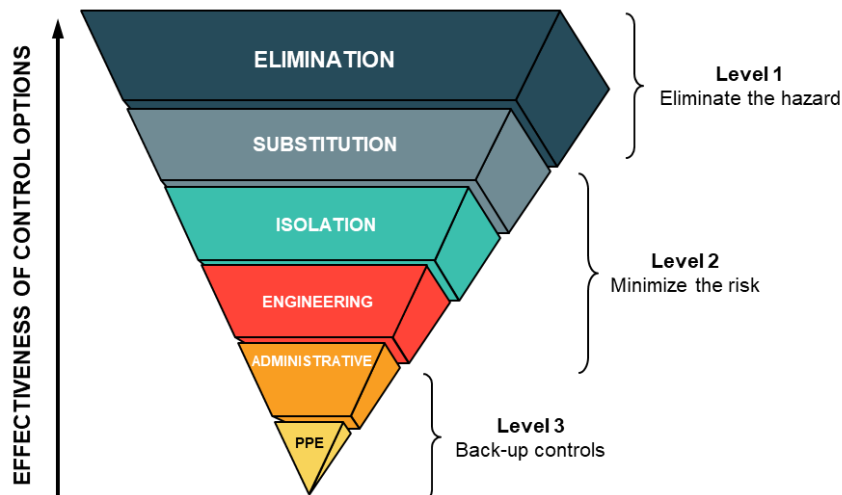 EFFECTIVENESS OF CONTROL OPTIONS
ELIMINATION
SUBSTITUTION
ISOLATION
ENGINEERING
ADMINISTRATIVE
PPE
Level 1
Eliminate the hazard
Level 2
Minimize the risk
Level 3
Back-up controls